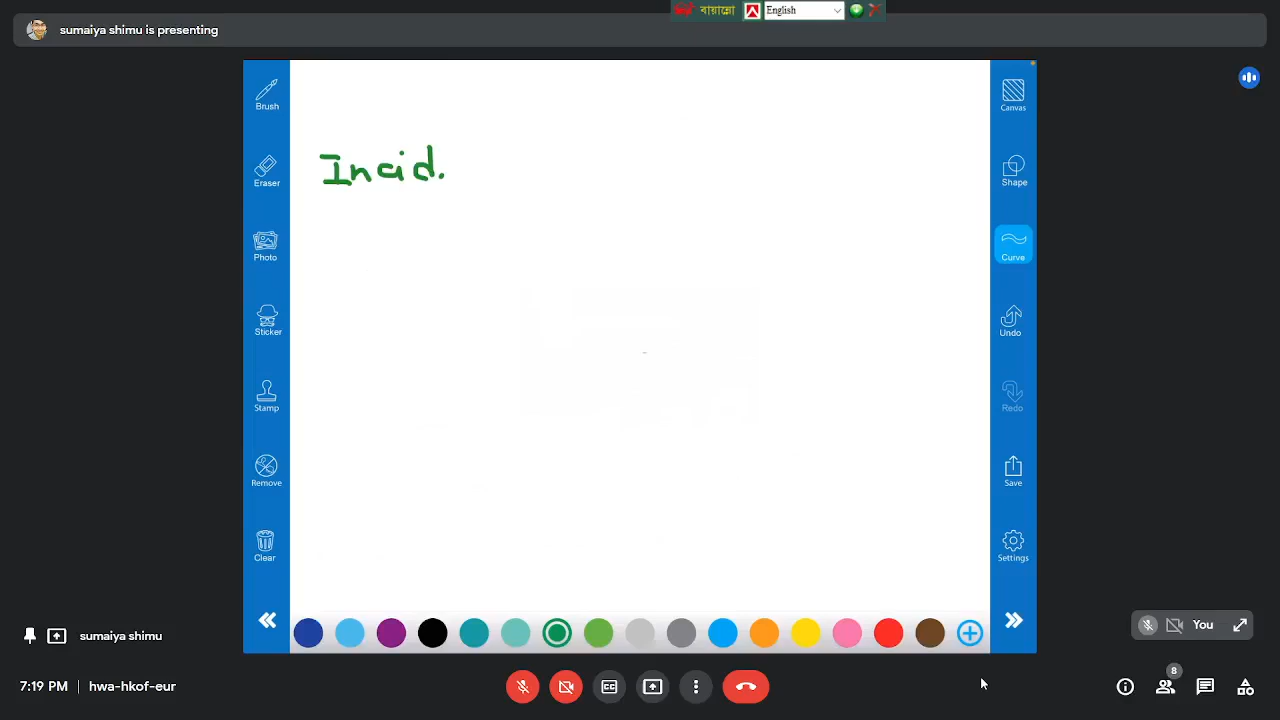 বায়ান্নো English
sumaiya shimu is presenting
Brush
Eraser
Photo
Sticker
Stamp
Remove
Clear
Incid.
Canvas
Shape
Curve
Undo
Redo
Save
Settings
sumaiya shimu
You
7:19 PM | hwa-hkof-eur
8